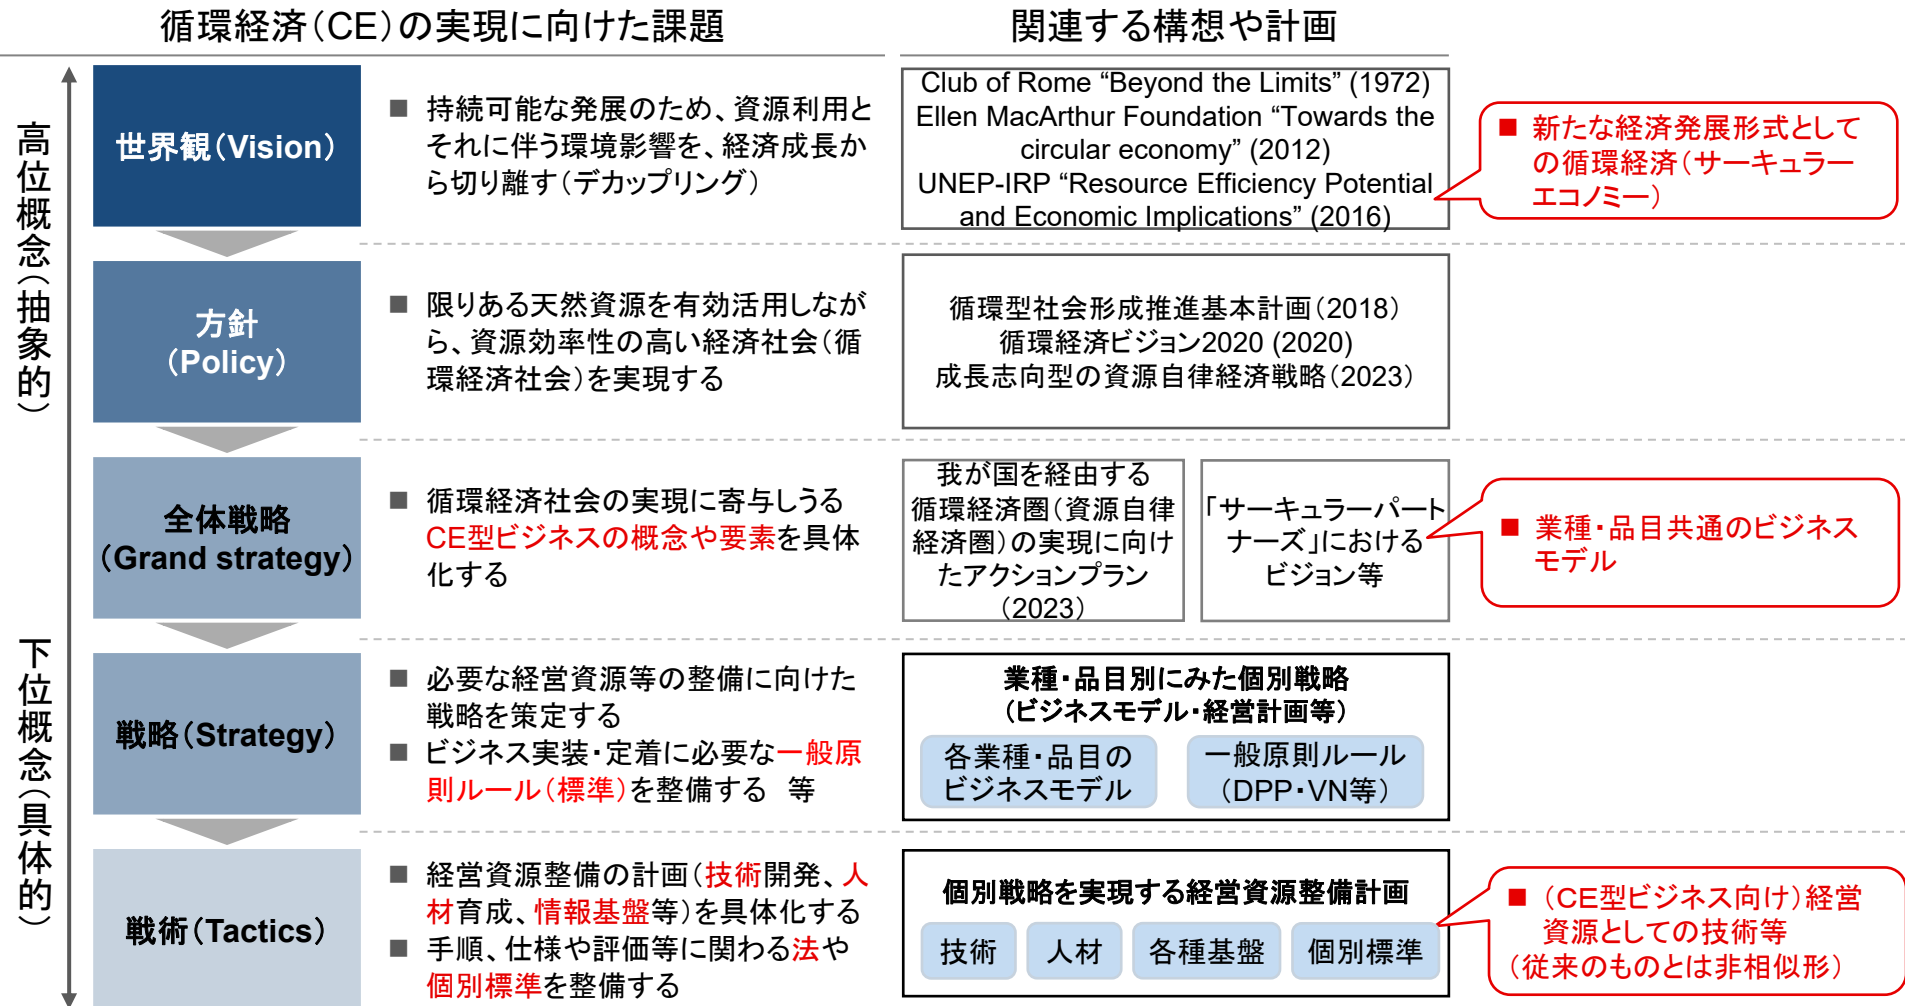 循環経済（CE）の実現に向けた課題
関連する構想や計画
高位概念（抽象的）
下位概念（具体的）
世界観（Vision）
■ 持続可能な発展のため、資源利用と
それに伴う環境影響を、経済成長か
ら切り離す（デカップリング）
Club of Rome “Beyond the Limits” (1972)
Ellen MacArthur Foundation “Towards the
circular economy” (2012)
UNEP-IRP “Resource Efficiency Potential
and Economic Implications” (2016)
■ 新たな経済発展形式として
の循環経済（サーキュラー
エコノミー）
方針
（Policy）
■ 限りある天然資源を有効活用しなが
ら、資源効率性の高い経済社会（循
環経済社会）を実現する
循環型社会形成推進基本計画（2018）
循環経済ビジョン2020 (2020)
成長志向型の資源自律経済戦略（2023）
全体戦略
（Grand strategy）
■ 循環経済社会の実現に寄与しうる
CE型ビジネスの概念や要素を具体
化する
我が国を経由する
循環経済圏（資源自律
経済圏）の実現に向け
たアクションプラン
（2023）
「サーキュラーパート
ナーズ」における
ビジョン等
■ 業種・品目共通のビジネス
モデル
戦略（Strategy）
■ 必要な経営資源等の整備に向けた
戦略を策定する
■ ビジネス実装・定着に必要な一般原
則ルール（標準）を整備する　等
業種・品目別にみた個別戦略
（ビジネスモデル・経営計画等）
各業種・品目の
ビジネスモデル
一般原則ルール
（DPP・VN等）
戦術（Tactics）
■ 経営資源整備の計画（技術開発、人
材育成、情報基盤等）を具体化する
■ 手順、仕様や評価等に関わる法や
個別標準を整備する
個別戦略を実現する経営資源整備計画
技術
人材
各種基盤
個別標準
■ （CE型ビジネス向け）経営
資源としての技術等
（従来のものとは非相似形）